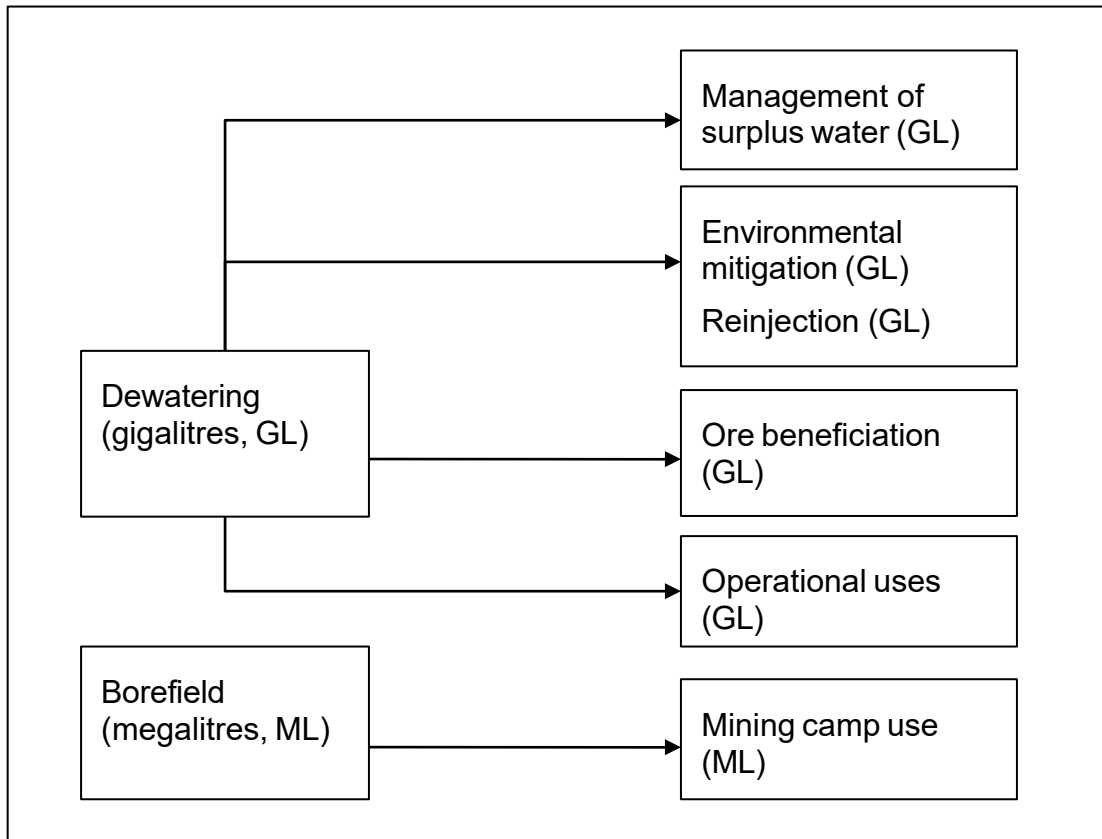 Management of
surplus water (GL)
Environmental
mitigation (GL)
Reinjection (GL)
Dewatering
(gigalitres, GL)
Ore beneficiation
(GL)
Operational uses
(GL)
Borefield
(megalitres, ML)
Mining camp use
(ML)